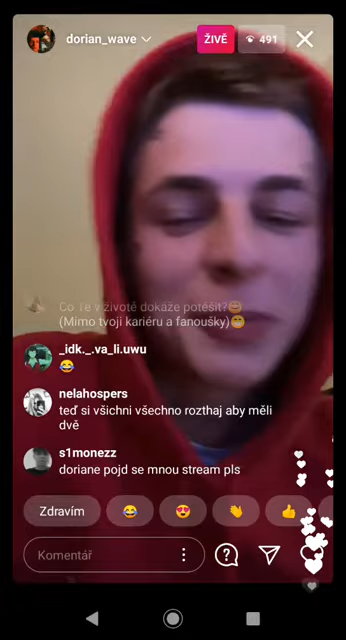 dorian_wave
ŽIVĚ
491
Co Tě v životě dokáže potěšit?😊
(Mimo tvoji kariéru a fanoušky)😁
_idk._.va_li.uwu
😂
nelahospers
teď si všichni všechno rozthaj aby měli
dvě
s1monezz
doriane pojd se mnou stream pls
Zdravím 😂 😍 👏 👍
Komentář